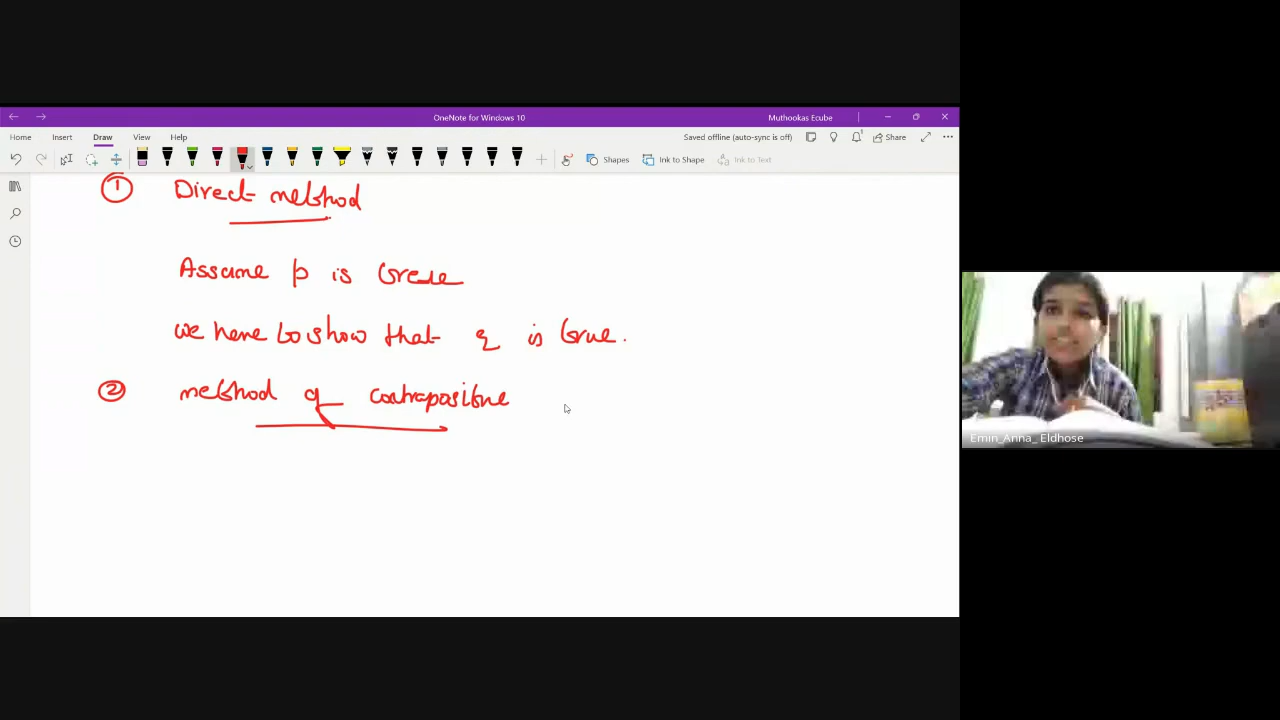 OneNote for Windows 10
Muthookas Ecube
Home Insert Draw View Help
Saved offline (auto-sync is off)
Share
Shapes
Ink to Shape
Ink to Text
① Direct method
Assume p is true
we have to show that q is true.
② method of contrapositive
Emin_Anna_ Eldhose